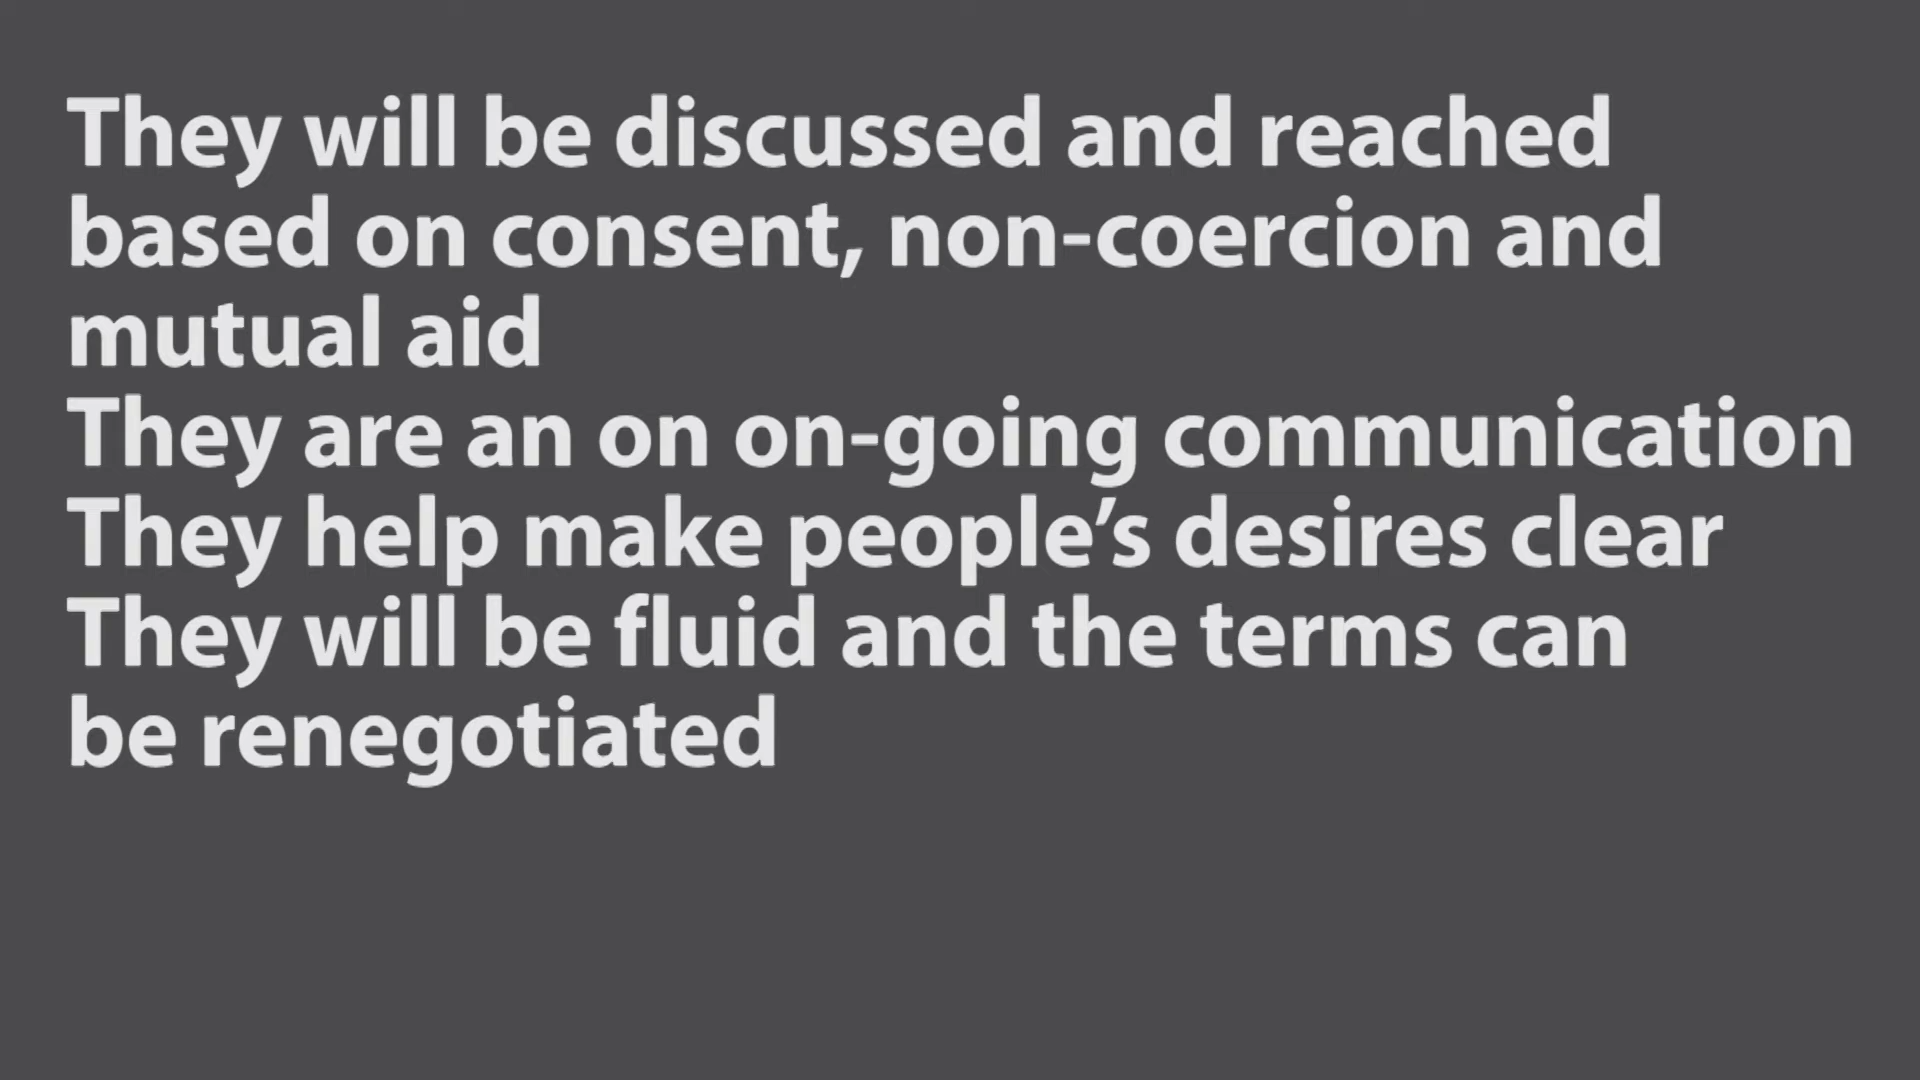 They will be discussed and reached
based on consent, non-coercion and
mutual aid
They are an on on-going communication
They help make people’s desires clear
They will be fluid and the terms can
be renegotiated